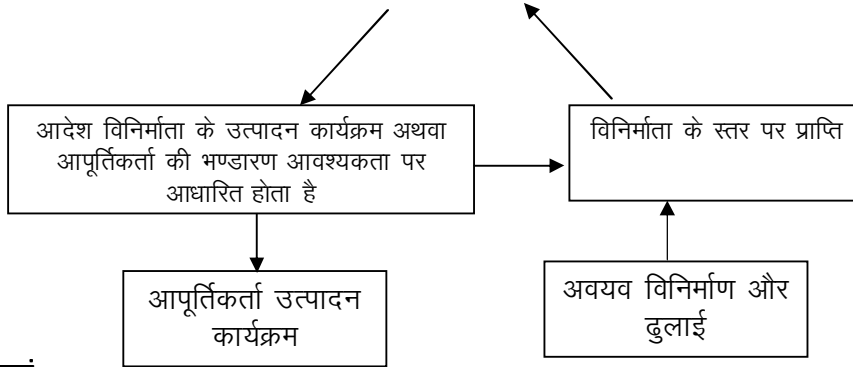 आदेश विनिर्माता के उत्पादन कार्यक्रम अथवा
आपूर्तिकर्ता की भण्डारण आवश्यकता पर
आधारित होता है
विनिर्माता के स्तर पर प्राप्ति
आपूर्तिकर्ता उत्पादन
कार्यक्रम
अवयव विनिर्माण और
ढुलाई